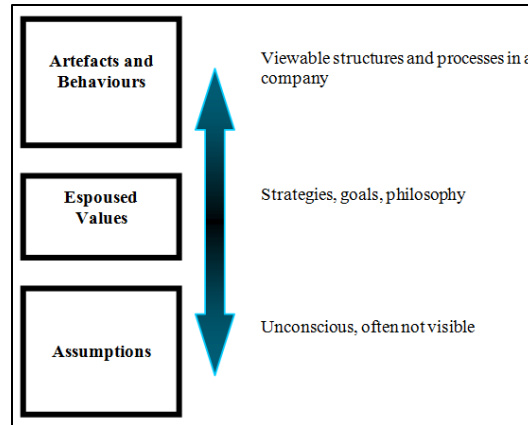 Artefacts and
Behaviours
Viewable structures and processes in a
company
Espoused
Values
Strategies, goals, philosophy
Assumptions
Unconscious, often not visible